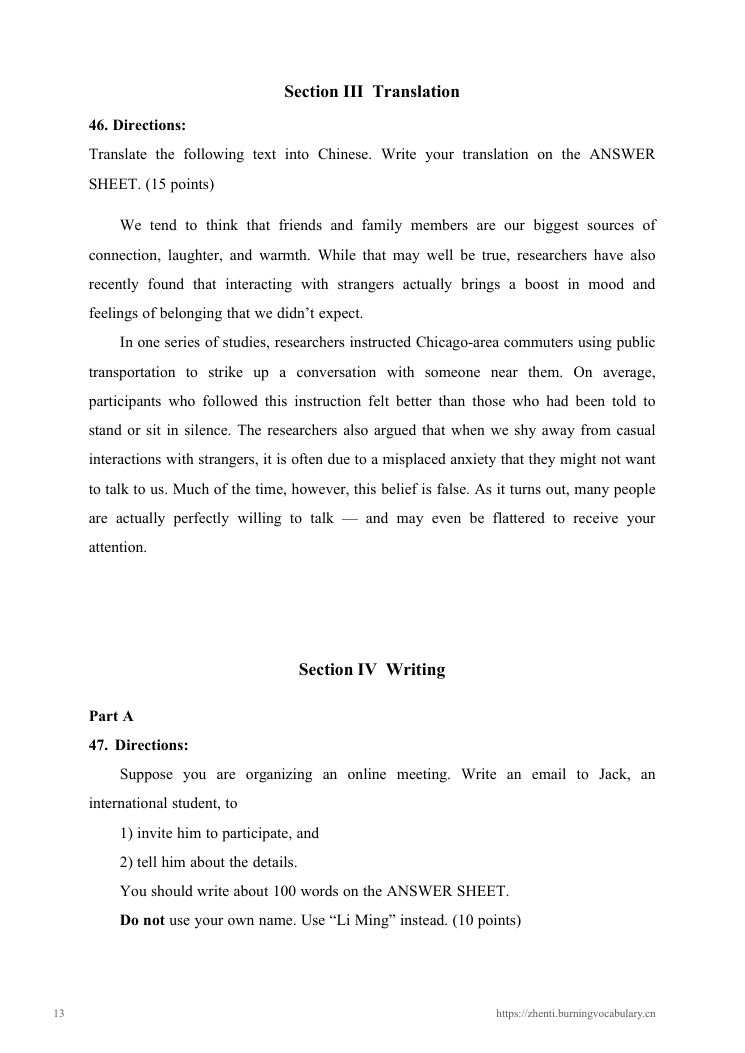 Section III  Translation
46. Directions:
Translate the following text into Chinese. Write your translation on the ANSWER
SHEET. (15 points)
We tend to think that friends and family members are our biggest sources of
connection, laughter, and warmth. While that may well be true, researchers have also
recently found that interacting with strangers actually brings a boost in mood and
feelings of belonging that we didn’t expect.
In one series of studies, researchers instructed Chicago-area commuters using public
transportation to strike up a conversation with someone near them. On average,
participants who followed this instruction felt better than those who had been told to
stand or sit in silence. The researchers also argued that when we shy away from casual
interactions with strangers, it is often due to a misplaced anxiety that they might not want
to talk to us. Much of the time, however, this belief is false. As it turns out, many people
are actually perfectly willing to talk — and may even be flattered to receive your
attention.
Section IV  Writing
Part A
47. Directions:
Suppose you are organizing an online meeting. Write an email to Jack, an
international student, to
1) invite him to participate, and
2) tell him about the details.
You should write about 100 words on the ANSWER SHEET.
Do not use your own name. Use “Li Ming” instead. (10 points)
13
https://zhenti.burningvocabulary.cn